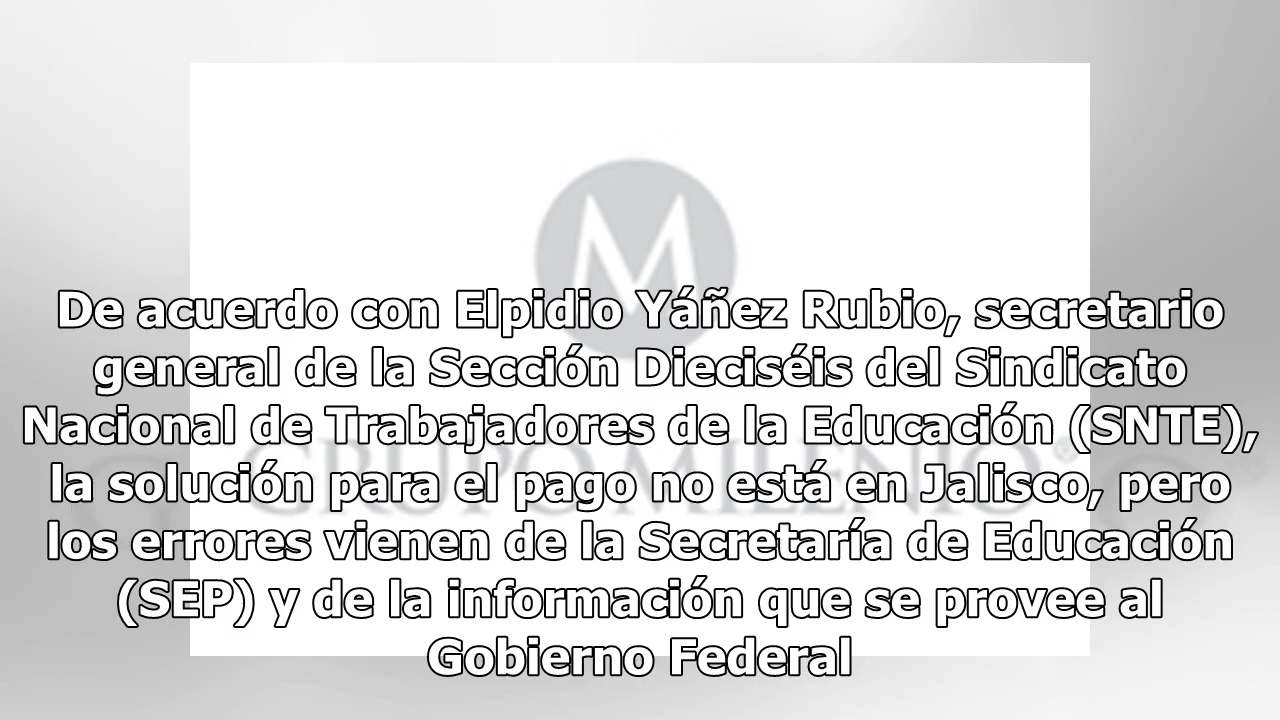 M
De acuerdo con Elpidio Yáñez Rubio, secretario
general de la Sección Dieciséis del Sindicato
Nacional de Trabajadores de la Educación (SNTE),
GRUPO MILENIO
la solución para el pago no está en Jalisco, pero
los errores vienen de la Secretaría de Educación
(SEP) y de la información que se provee al
Gobierno Federal